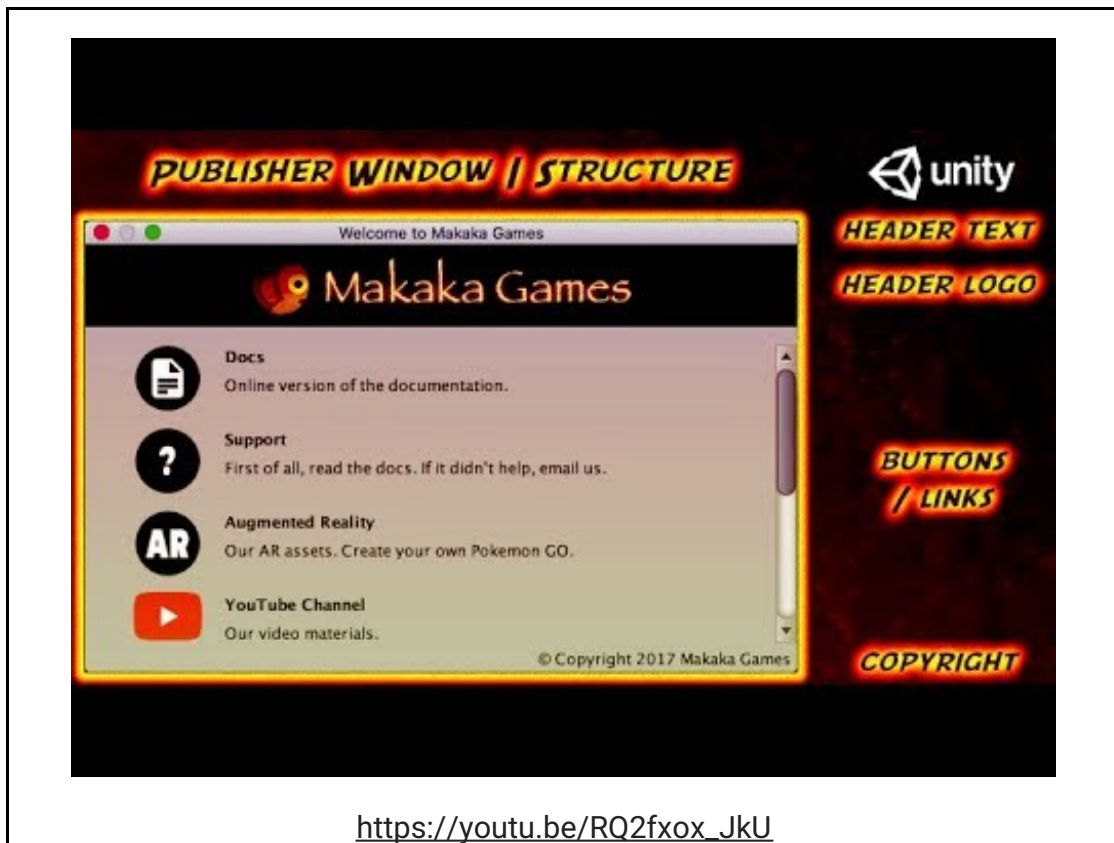 PUBLISHER WINDOW / STRUCTURE
unity
Welcome to Makaka Games
HEADER TEXT
Makaka Games
HEADER LOGO
Docs
Online version of the documentation.
Support
First of all, read the docs. If it didn't help, email us.
BUTTONS
/ LINKS
AR
Augmented Reality
Our AR assets. Create your own Pokemon GO.
YouTube Channel
Our video materials.
© Copyright 2017 Makaka Games
COPYRIGHT
https://youtu.be/RQ2fxox_JkU